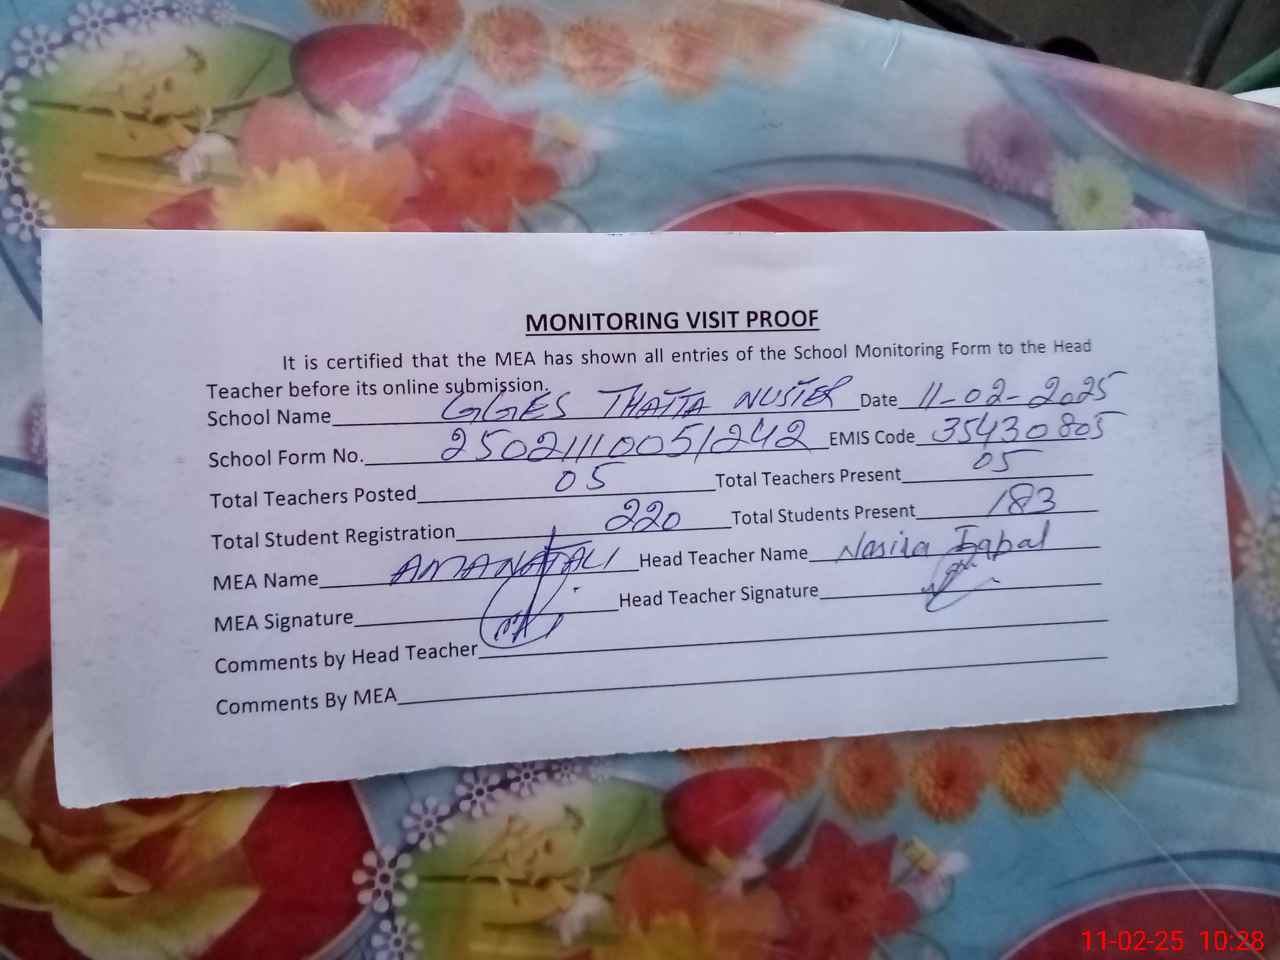 MONITORING VISIT PROOF
It is certified that the MEA has shown all entries of the School Monitoring Form to the Head
Teacher before its online submission.
School Name GGES THATTA NUSTER Date 11-02-2025
School Form No. 25021110051242 EMIS Code 35430805
Total Teachers Posted 05 Total Teachers Present 05
Total Student Registration 220 Total Students Present 183
MEA Name AMANAT ALI Head Teacher Name Nasira Iqbal
MEA Signature Head Teacher Signature
Comments by Head Teacher
Comments By MEA
11-02-25 10:28